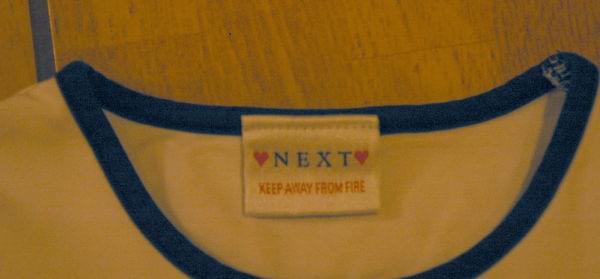 ♥NEXT♥
KEEP AWAY FROM FIRE